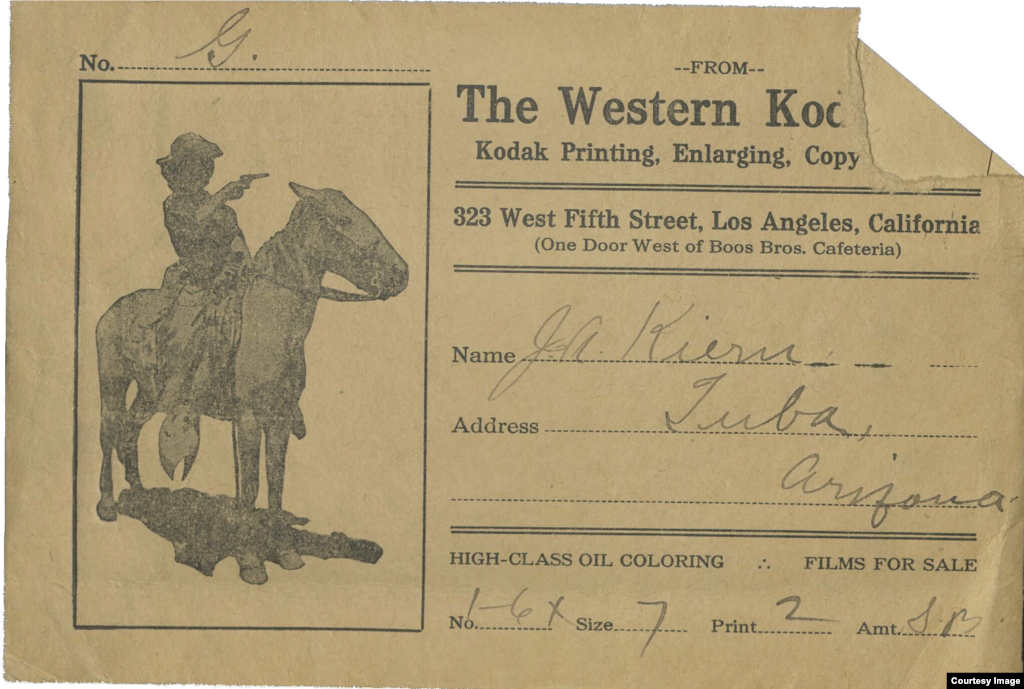 No. G.
--FROM--
The Western Kod
Kodak Printing, Enlarging, Copy
323 West Fifth Street, Los Angeles, California
(One Door West of Boos Bros. Cafeteria)
Name J.A. Kiern
Address Tuba,
Arizona
HIGH-CLASS OIL COLORING ∴ FILMS FOR SALE
No. 1-6x Size 7 Print 2 Amt.
Courtesy Image